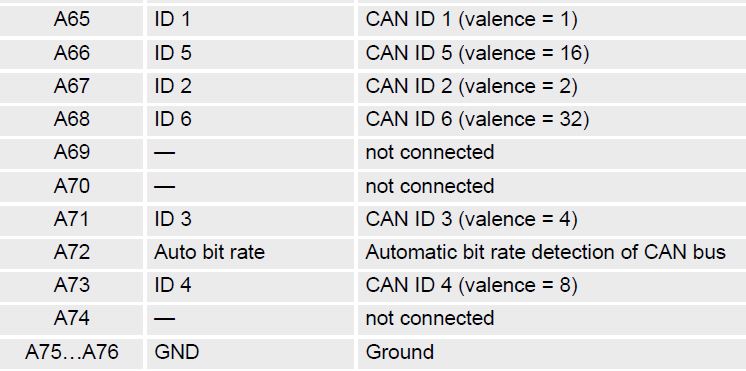 A65 ID 1 CAN ID 1 (valence = 1)
A66 ID 5 CAN ID 5 (valence = 16)
A67 ID 2 CAN ID 2 (valence = 2)
A68 ID 6 CAN ID 6 (valence = 32)
A69 — not connected
A70 — not connected
A71 ID 3 CAN ID 3 (valence = 4)
A72 Auto bit rate Automatic bit rate detection of CAN bus
A73 ID 4 CAN ID 4 (valence = 8)
A74 — not connected
A75…A76 GND Ground